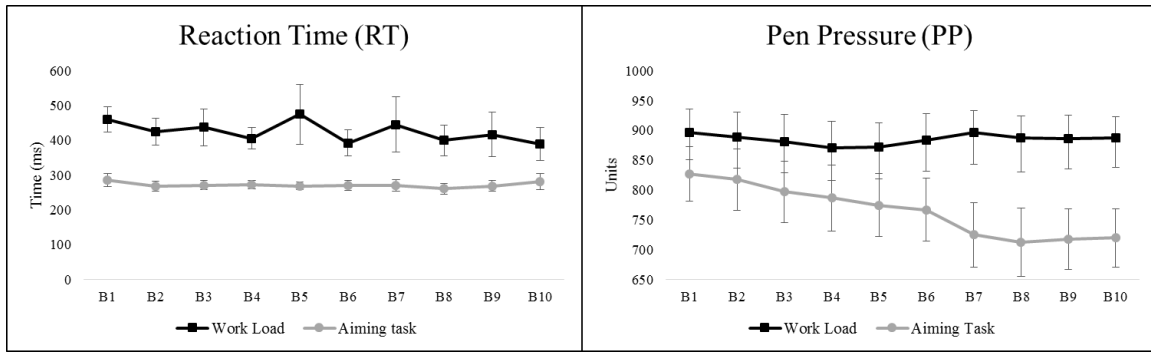 Reaction Time (RT)
600
500
400
300
200
100
0
Time (ms)
B1 B2 B3 B4 B5 B6 B7 B8 B9 B10
Work Load Aiming task
Pen Pressure (PP)
1000
950
900
850
800
750
700
650
Units
B1 B2 B3 B4 B5 B6 B7 B8 B9 B10
Work Load Aiming Task